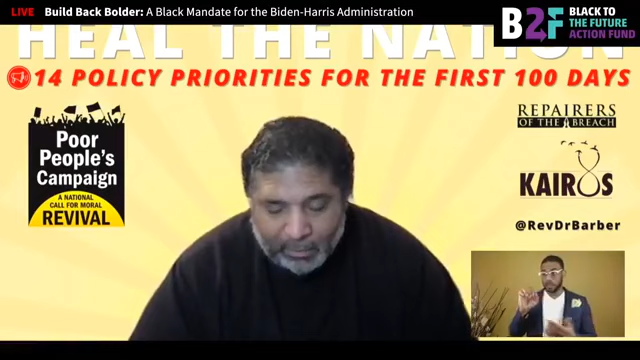 LIVE Build Back Bolder: A Black Mandate for the Biden-Harris Administration
B2F BLACK TO
THE FUTURE
ACTION FUND
HEAL THE NATION
14 POLICY PRIORITIES FOR THE FIRST 100 DAYS
Poor
People's
Campaign
A NATIONAL
CALL FOR MORAL
REVIVAL
REPAIRERS
OF THE BREACH
KAIROS
@RevDrBarber